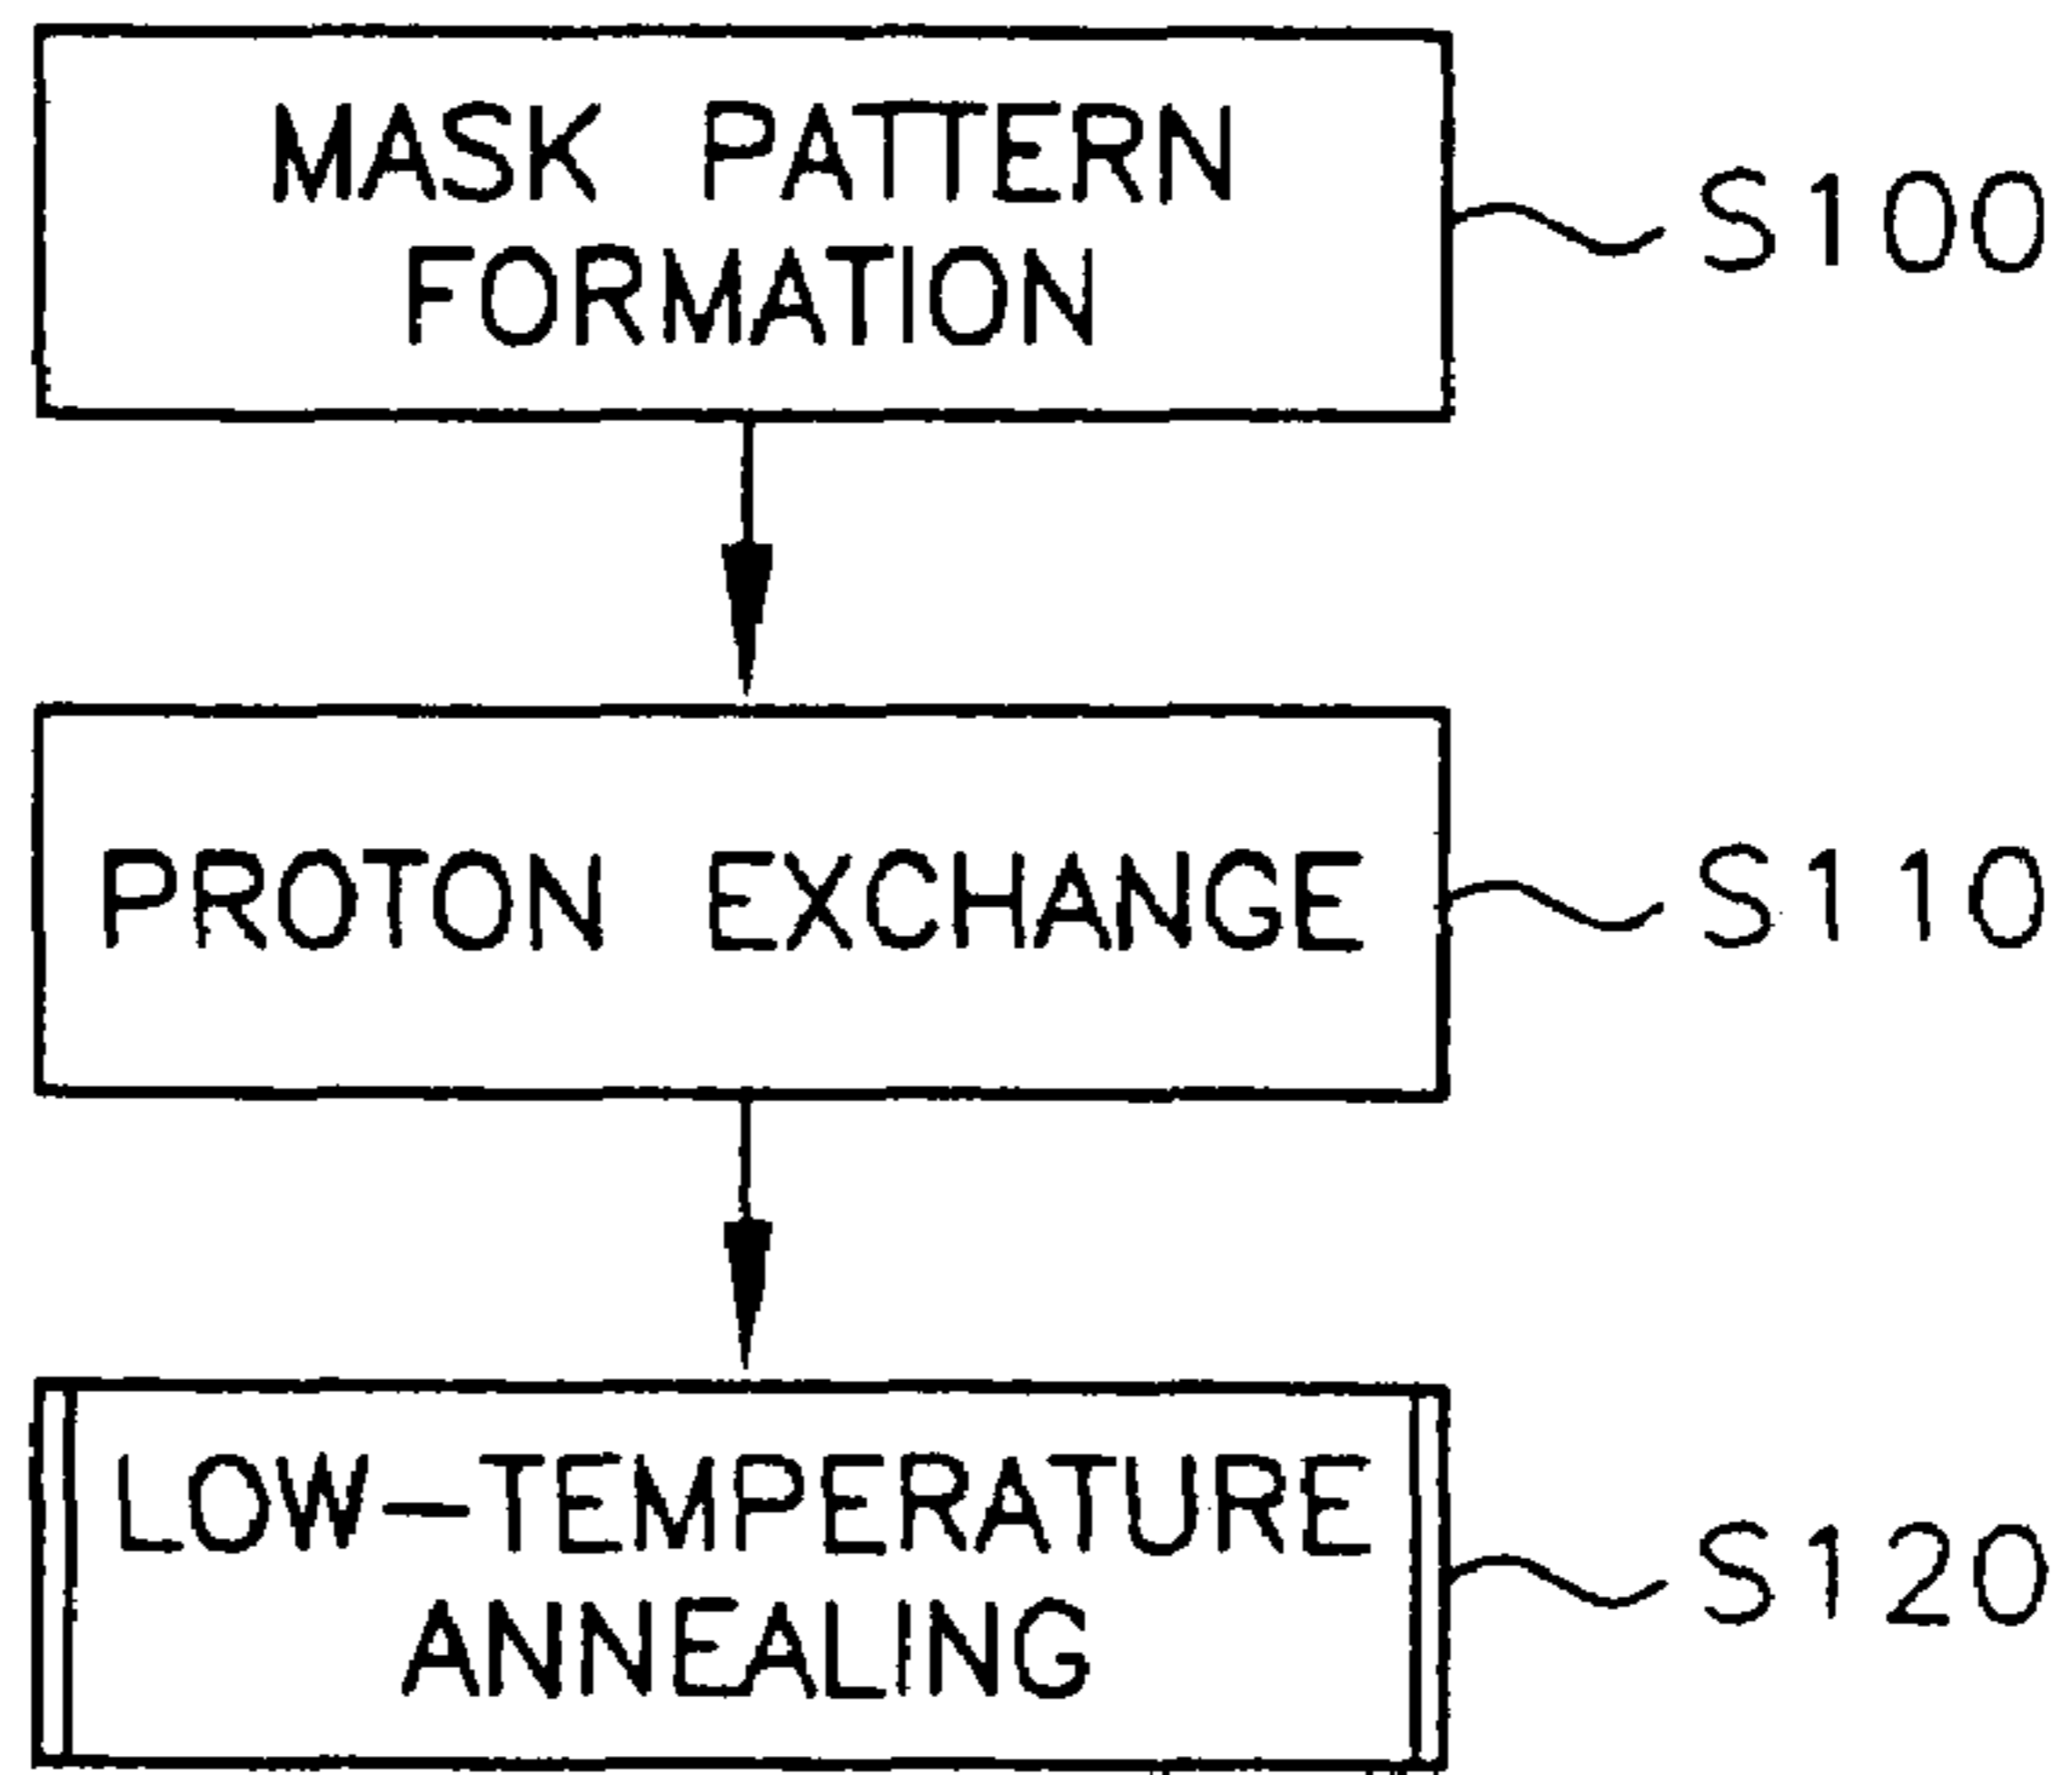 MASK PATTERN
FORMATION
S100
PROTON EXCHANGE
S110
LOW-TEMPERATURE
ANNEALING
S120